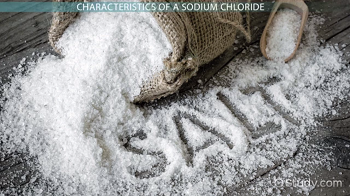 CHARACTERISTICS OF A SODIUM CHLORIDE
SALT
Study.com